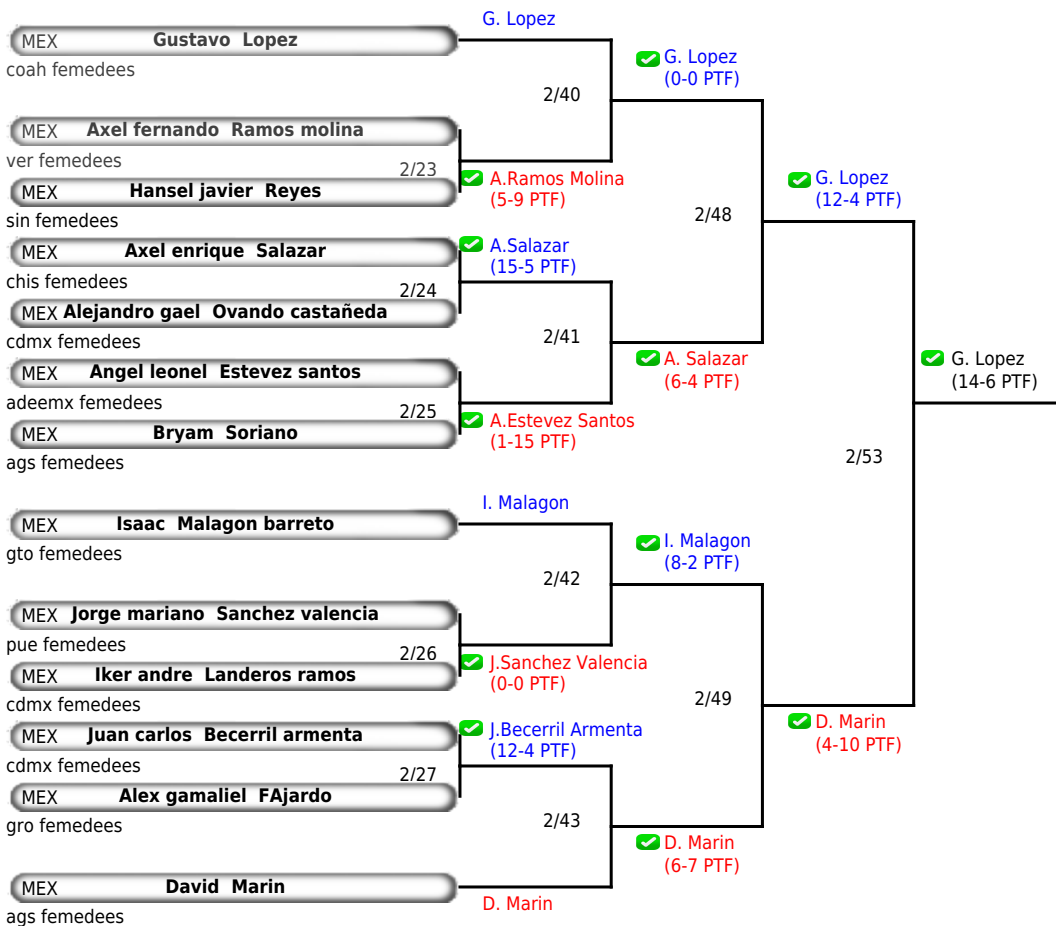 G. Lopez
MEX Gustavo Lopez
coah femedees
G. Lopez
(0-0 PTF)
2/40
MEX Axel fernando Ramos molina
ver femedees
2/23
A.Ramos Molina
(5-9 PTF)
MEX Hansel javier Reyes
sin femedees
G. Lopez
(12-4 PTF)
2/48
MEX Axel enrique Salazar
chis femedees
A.Salazar
(15-5 PTF)
2/24
MEX Alejandro gael Ovando castañeda
cdmx femedees
2/41
A. Salazar
(6-4 PTF)
G. Lopez
(14-6 PTF)
MEX Angel leonel Estevez santos
adeemx femedees
2/25
A.Estevez Santos
(1-15 PTF)
MEX Bryam Soriano
ags femedees
2/53
I. Malagon
MEX Isaac Malagon barreto
gto femedees
I. Malagon
(8-2 PTF)
2/42
MEX Jorge mariano Sanchez valencia
pue femedees
2/26
J.Sanchez Valencia
(0-0 PTF)
MEX Iker andre Landeros ramos
cdmx femedees
2/49
MEX Juan carlos Becerril armenta
cdmx femedees
J.Becerril Armenta
(12-4 PTF)
D. Marin
(4-10 PTF)
2/27
MEX Alex gamaliel FAjardo
gro femedees
2/43
D. Marin
(6-7 PTF)
MEX David Marin
ags femedees
D. Marin